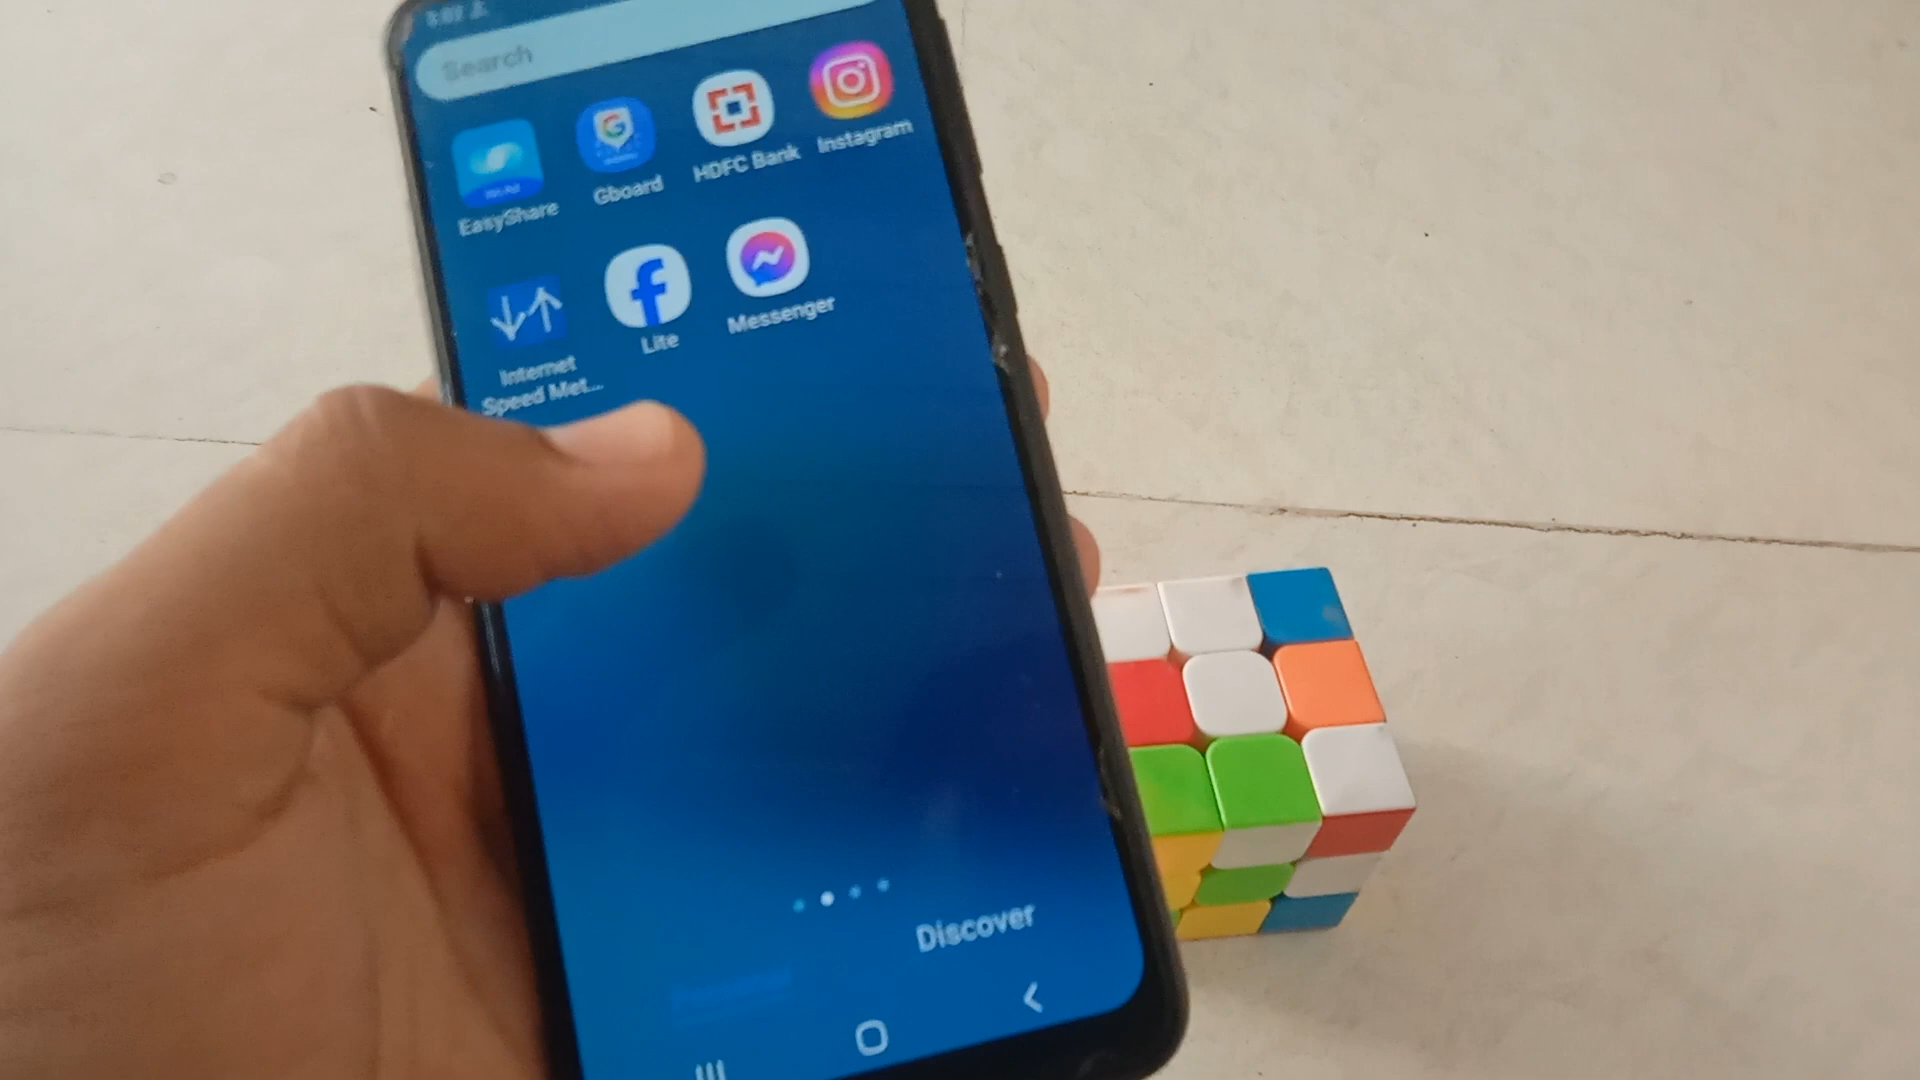 Search
EasyShare
Gboard
HDFC Bank
Instagram
Internet
Speed Met...
Lite
Messenger
Discover